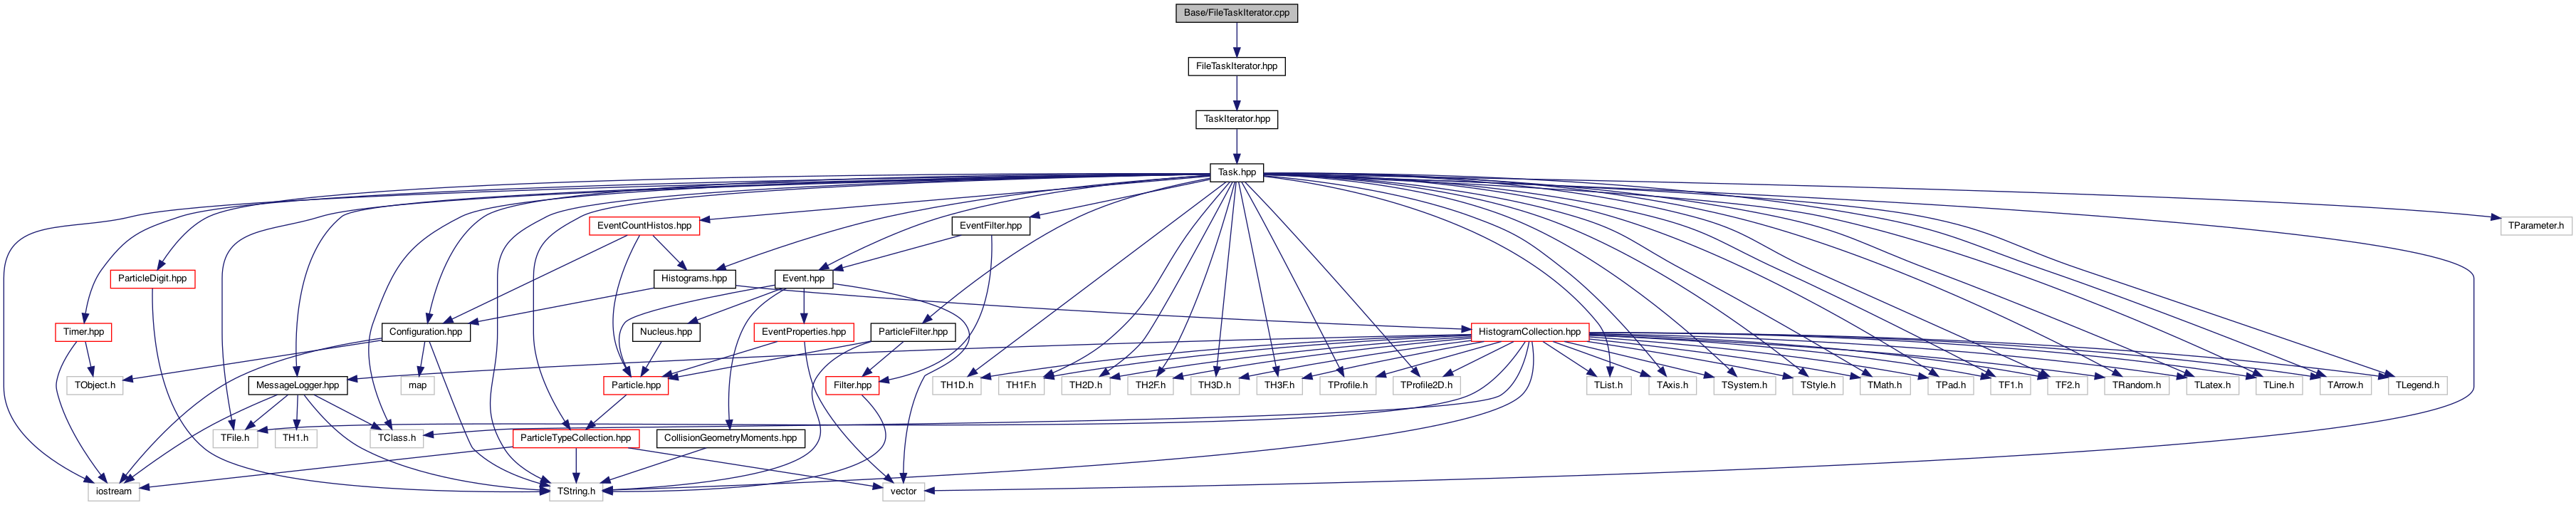 Base/FileTaskIterator.cpp
FileTaskIterator.hpp
TaskIterator.hpp
Task.hpp
EventCountHistos.hpp
EventFilter.hpp
TParameter.h
ParticleDigit.hpp
Histograms.hpp
Event.hpp
Timer.hpp
Configuration.hpp
Nucleus.hpp
EventProperties.hpp
ParticleFilter.hpp
HistogramCollection.hpp
TObject.h
MessageLogger.hpp
map
Particle.hpp
Filter.hpp
TH1D.h
TH1F.h
TH2D.h
TH2F.h
TH3D.h
TH3F.h
TProfile.h
TProfile2D.h
TList.h
TAxis.h
TSystem.h
TStyle.h
TMath.h
TPad.h
TF1.h
TF2.h
TRandom.h
TLatex.h
TLine.h
TArrow.h
TLegend.h
TFile.h
TH1.h
TClass.h
ParticleTypeCollection.hpp
CollisionGeometryMoments.hpp
iostream
TString.h
vector